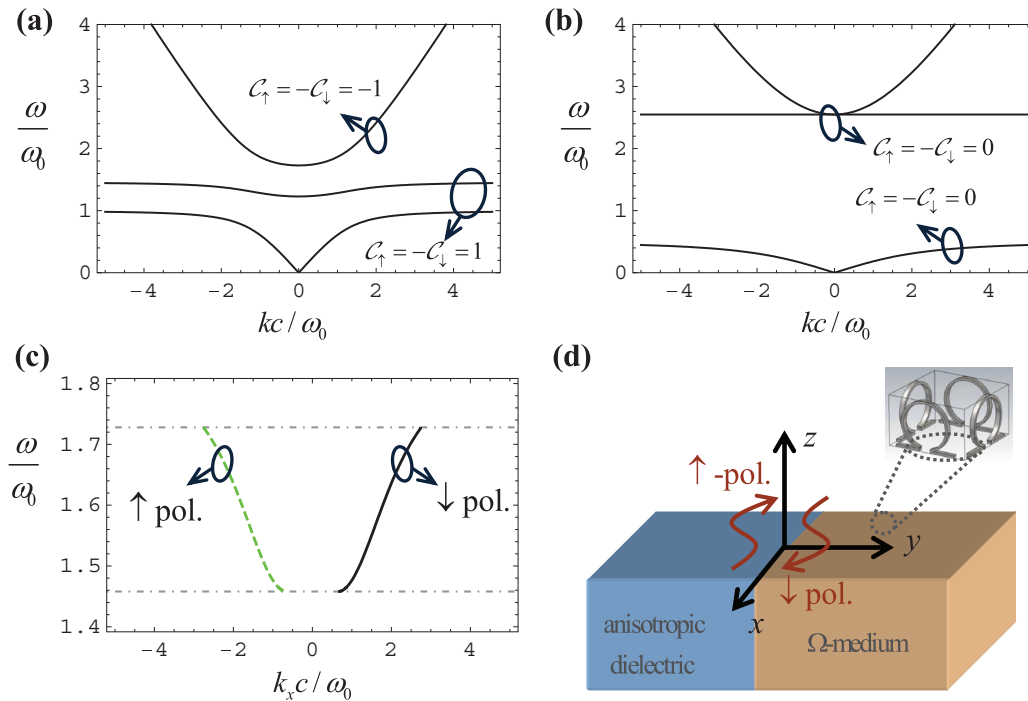 (a)
4
3
2
1
0
ω/ω₀
𝒞↑ = −𝒞↓ = −1
𝒞↑ = −𝒞↓ = 1
−4 −2 0 2 4
kc / ω₀
(b)
4
3
2
1
0
ω/ω₀
𝒞↑ = −𝒞↓ = 0
𝒞↑ = −𝒞↓ = 0
−4 −2 0 2 4
kc / ω₀
(c)
1.8
1.7
1.6
1.5
1.4
ω/ω₀
↑ pol.
↓ pol.
−4 −2 0 2 4
kₓc / ω₀
(d)
z
↑ -pol.
y
↓ pol.
x
anisotropic
dielectric
Ω-medium